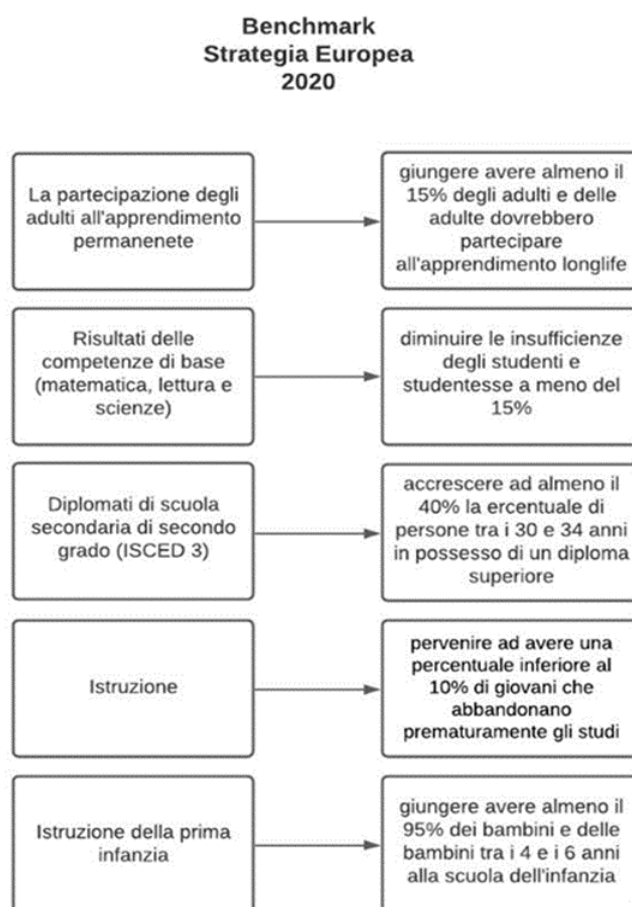 Benchmark
Strategia Europea
2020
La partecipazione degli
adulti all'apprendimento
permanenete
giungere avere almeno il
15% degli adulti e delle
adulte dovrebbero
partecipare
all'apprendimento longlife
Risultati delle
competenze di base
(matematica, lettura e
scienze)
diminuire le insufficienze
degli studenti e
studentesse a meno del
15%
Diplomati di scuola
secondaria di secondo
grado (ISCED 3)
accrescere ad almeno il
40% la ercentuale di
persone tra i 30 e 34 anni
in possesso di un diploma
superiore
Istruzione
pervenire ad avere una
percentuale inferiore al
10% di giovani che
abbandonano
prematuramente gli studi
Istruzione della prima
infanzia
giungere avere almeno il
95% dei bambini e delle
bambini tra i 4 e i 6 anni
alla scuola dell'infanzia